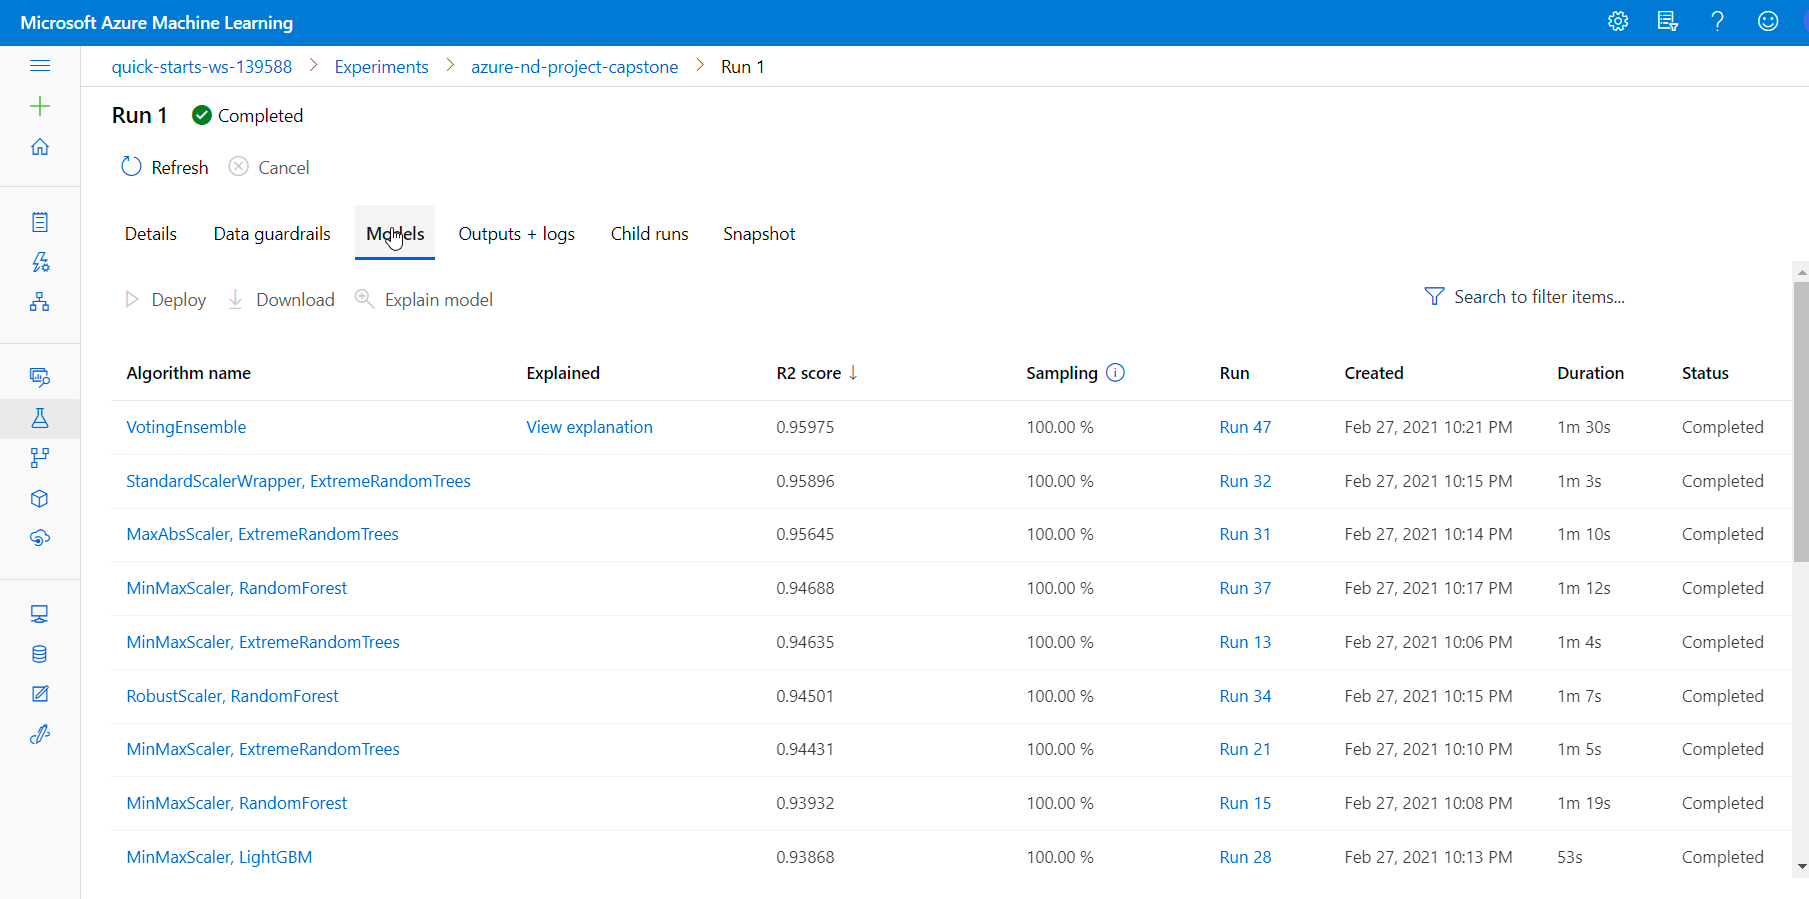 Microsoft Azure Machine Learning
quick-starts-ws-139588 > Experiments > azure-nd-project-capstone > Run 1
Run 1 Completed
Refresh Cancel
Details Data guardrails Models Outputs + logs Child runs Snapshot
Deploy Download Explain model Search to filter items...
Algorithm name Explained R2 score ↓ Sampling Run Created Duration Status
VotingEnsemble View explanation 0.95975 100.00 % Run 47 Feb 27, 2021 10:21 PM 1m 30s Completed
StandardScalerWrapper, ExtremeRandomTrees 0.95896 100.00 % Run 32 Feb 27, 2021 10:15 PM 1m 3s Completed
MaxAbsScaler, ExtremeRandomTrees 0.95645 100.00 % Run 31 Feb 27, 2021 10:14 PM 1m 10s Completed
MinMaxScaler, RandomForest 0.94688 100.00 % Run 37 Feb 27, 2021 10:17 PM 1m 12s Completed
MinMaxScaler, ExtremeRandomTrees 0.94635 100.00 % Run 13 Feb 27, 2021 10:06 PM 1m 4s Completed
RobustScaler, RandomForest 0.94501 100.00 % Run 34 Feb 27, 2021 10:15 PM 1m 7s Completed
MinMaxScaler, ExtremeRandomTrees 0.94431 100.00 % Run 21 Feb 27, 2021 10:10 PM 1m 5s Completed
MinMaxScaler, RandomForest 0.93932 100.00 % Run 15 Feb 27, 2021 10:08 PM 1m 19s Completed
MinMaxScaler, LightGBM 0.93868 100.00 % Run 28 Feb 27, 2021 10:13 PM 53s Completed